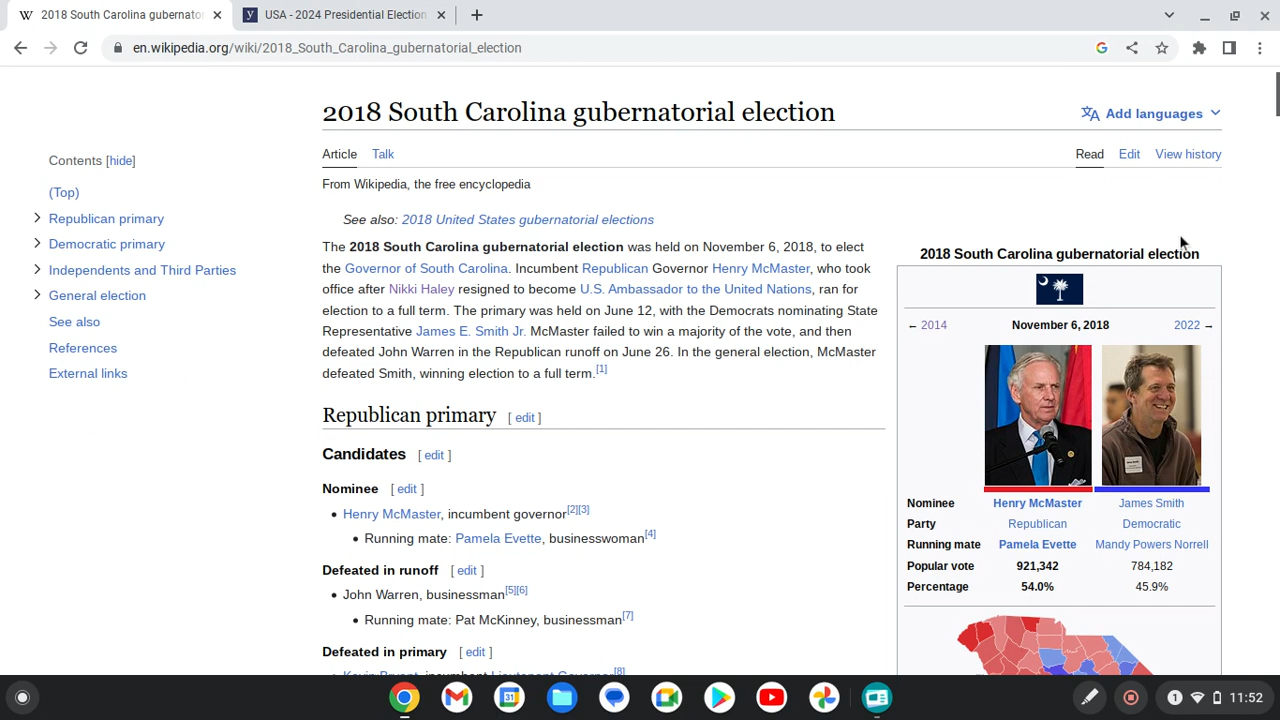 2018 South Carolina gubernator
USA - 2024 Presidential Election
en.wikipedia.org/wiki/2018_South_Carolina_gubernatorial_election
2018 South Carolina gubernatorial election
Add languages
Contents [hide]
Article Talk
Read Edit View history
From Wikipedia, the free encyclopedia
(Top)
Republican primary
Democratic primary
Independents and Third Parties
General election
See also
References
External links
See also: 2018 United States gubernatorial elections
The 2018 South Carolina gubernatorial election was held on November 6, 2018, to elect
the Governor of South Carolina. Incumbent Republican Governor Henry McMaster, who took
office after Nikki Haley resigned to become U.S. Ambassador to the United Nations, ran for
election to a full term. The primary was held on June 12, with the Democrats nominating State
Representative James E. Smith Jr. McMaster failed to win a majority of the vote, and then
defeated John Warren in the Republican runoff on June 26. In the general election, McMaster
defeated Smith, winning election to a full term.[1]
Republican primary [ edit ]
Candidates [ edit ]
Nominee [ edit ]
• Henry McMaster, incumbent governor[2][3]
• Running mate: Pamela Evette, businesswoman[4]
Defeated in runoff [ edit ]
• John Warren, businessman[5][6]
• Running mate: Pat McKinney, businessman[7]
Defeated in primary [ edit ]
• Kevin Bryant, incumbent Lieutenant Governor[8]
2018 South Carolina gubernatorial election
← 2014 November 6, 2018 2022 →
Nominee Henry McMaster James Smith
Party Republican Democratic
Running mate Pamela Evette Mandy Powers Norrell
Popular vote 921,342 784,182
Percentage 54.0% 45.9%
31
1
11:52